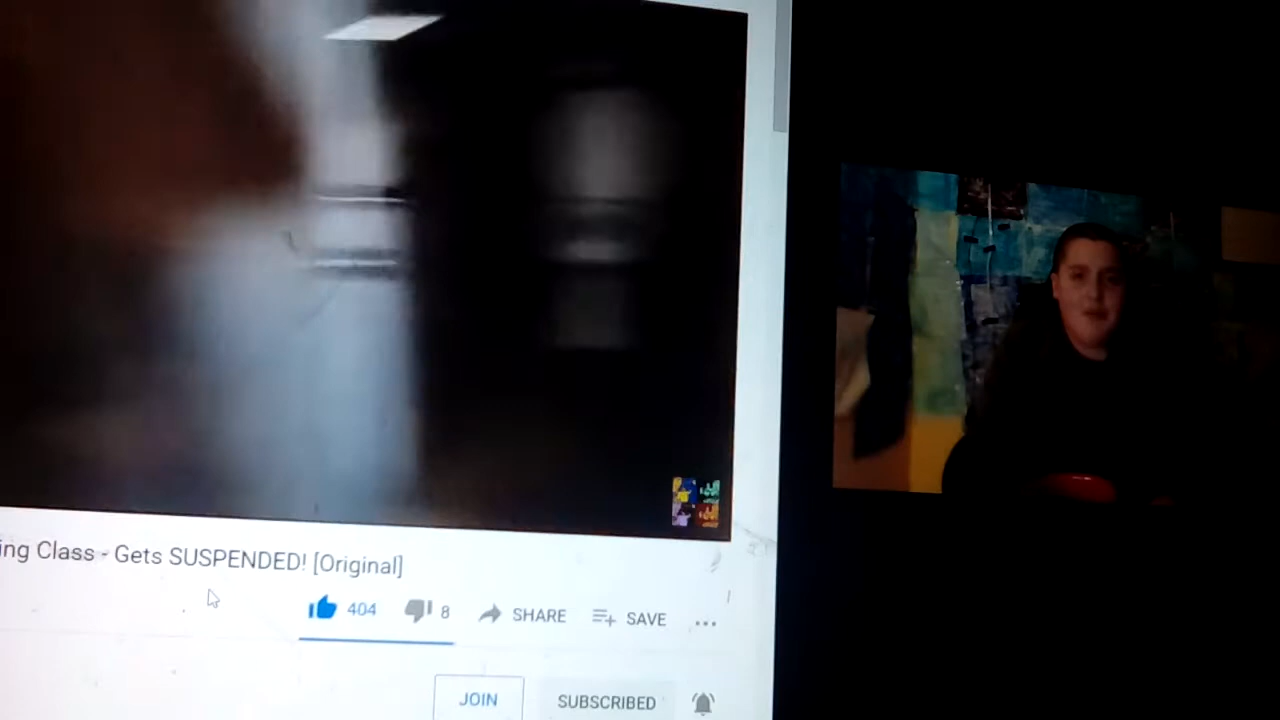 ing Class - Gets SUSPENDED! [Original]
404 8 SHARE SAVE
JOIN SUBSCRIBED